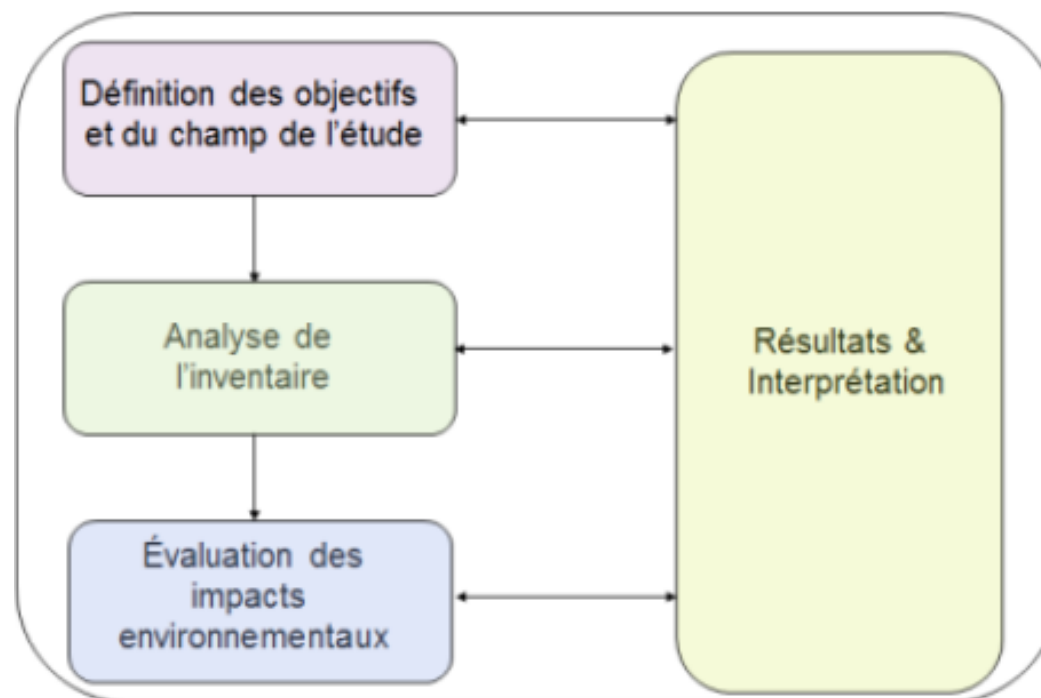 Définition des objectifs
et du champ de l'étude
Analyse de
l'inventaire
Évaluation des
impacts
environnementaux
Résultats &
Interprétation